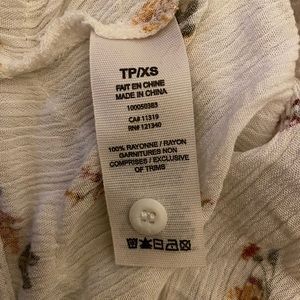 TP/XS
FAIT EN CHINE
MADE IN CHINA
100050383
CA# 11319
RN# 121340
100% RAYONNE / RAYON
GARNITURES NON
COMPRISES / EXCLUSIVE
OF TRIMS